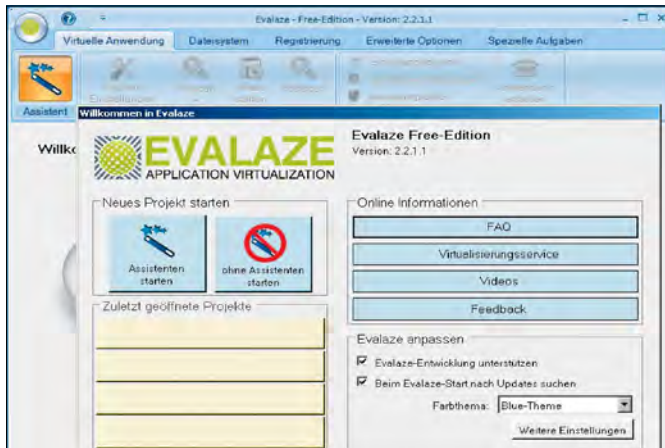 Evalaze - Free-Edition - Version: 2.2.1.1
Virtuelle Anwendung Dateisystem Registrierung Erweiterte Optionen Spezielle Aufgaben
Assistent
Willkommen in Evalaze
Willkc
EVALAZE
APPLICATION VIRTUALIZATION
Evalaze Free-Edition
Version: 2.2.1.1
Neues Projekt starten
Assistenten starten
ohne Assistenten starten
Zuletzt geöffnete Projekte
Online Informationen
FAQ
Virtualisierungsservice
Videos
Feedback
Evalaze anpassen
Evalaze-Entwicklung unterstützen
Beim Evalaze-Start nach Updates suchen
Farbthema: Blue-Theme
Weitere Einstellungen